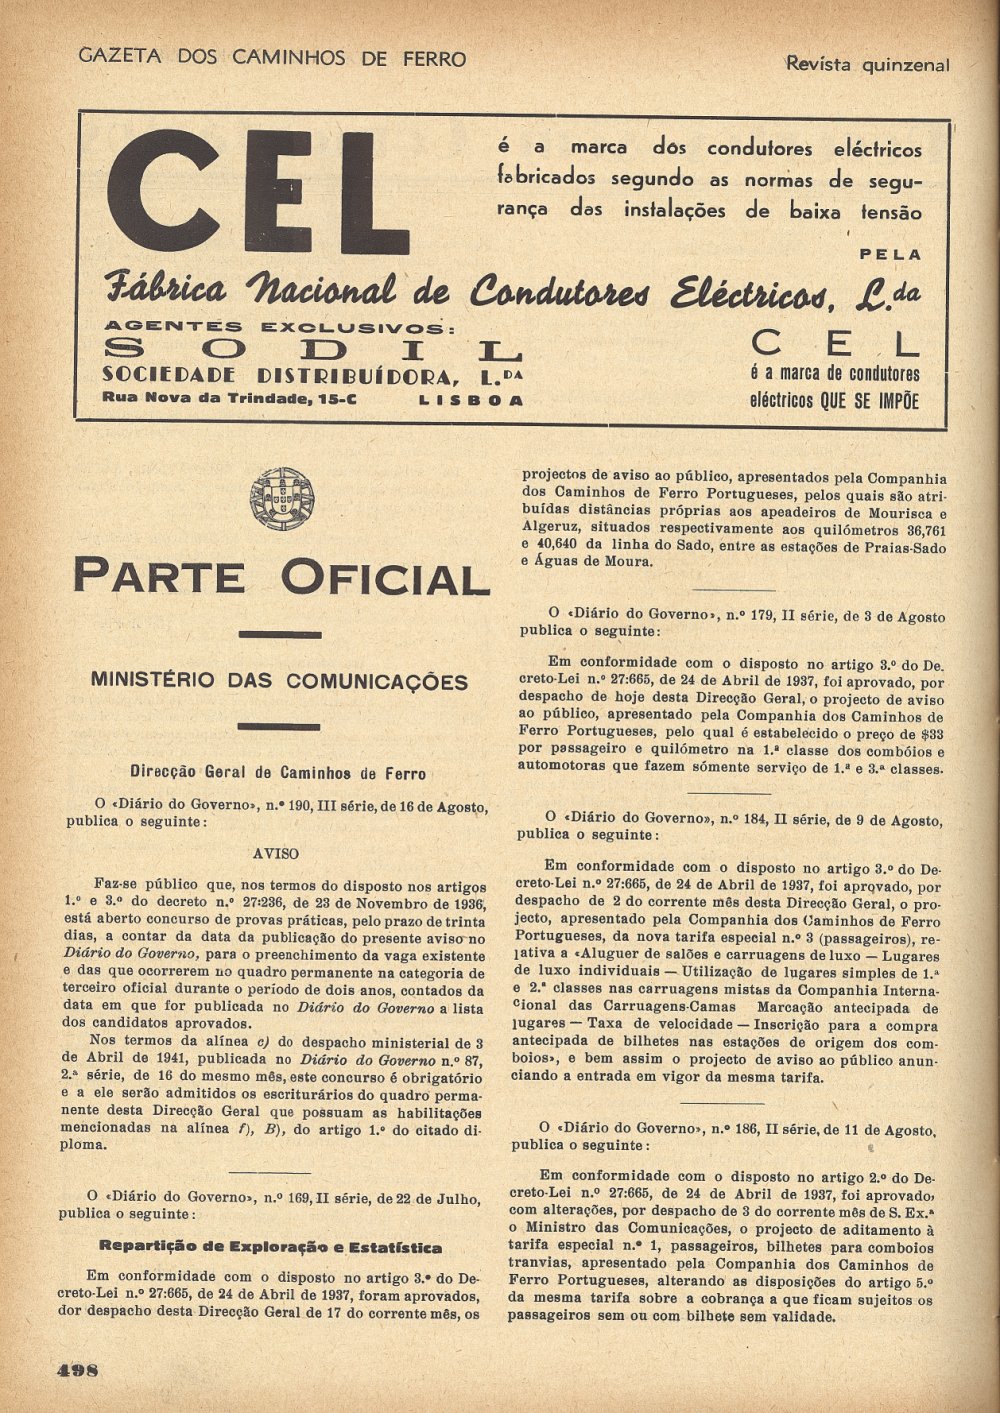 GAZETA DOS CAMINHOS DE FERRO
Revista quinzenal
CEL
é a marca dos condutores eléctricos
fabricados segundo as normas de segu-
rança das instalações de baixa tensão
PELA
Fábrica Nacional de Condutores Eléctricos, L.da
AGENTES EXCLUSIVOS:
SODIL
SOCIEDADE DISTRIBUÍDORA, L.DA
Rua Nova da Trindade, 15-C LISBOA
CEL
é a marca de condutores
eléctricos QUE SE IMPÕE
PARTE OFICIAL
MINISTÉRIO DAS COMUNICAÇÕES
Direcção Geral de Caminhos de Ferro
O «Diário do Governo», n.º 190, III série, de 16 de Agosto,
publica o seguinte:
AVISO
Faz-se público que, nos termos do disposto nos artigos
1.º e 3.º do decreto n.º 27:236, de 23 de Novembro de 1936,
está aberto concurso de provas práticas, pelo prazo de trinta
dias, a contar da data da publicação do presente aviso no
Diário do Governo, para o preenchimento da vaga existente
e das que ocorrerem no quadro permanente na categoria de
terceiro oficial durante o período de dois anos, contados da
data em que for publicada no Diário do Governo a lista
dos candidatos aprovados.
Nos termos da alínea c) do despacho ministerial de 3
de Abril de 1941, publicada no Diário do Governo n.º 87,
2.ª série, de 16 do mesmo mês, este concurso é obrigatório
e a ele serão admitidos os escriturários do quadro perma-
nente desta Direcção Geral que possuam as habilitações
mencionadas na alínea f), B), do artigo 1.º do citado di-
ploma.
O «Diário do Governo», n.º 169, II série, de 22 de Julho,
publica o seguinte:
Repartição de Exploração e Estatística
Em conformidade com o disposto no artigo 3.º do De-
creto-Lei n.º 27:665, de 24 de Abril de 1937, foram aprovados,
dor despacho desta Direcção Geral de 17 do corrente mês, os
projectos de aviso ao público, apresentados pela Companhia
dos Caminhos de Ferro Portugueses, pelos quais são atri-
buídas distâncias próprias aos apeadeiros de Mourisca e
Algeruz, situados respectivamente aos quilómetros 36,761
e 40,640 da linha do Sado, entre as estações de Praias-Sado
e Águas de Moura.
O «Diário do Governo», n.º 179, II série, de 3 de Agosto
publica o seguinte:
Em conformidade com o disposto no artigo 3.º do De.
creto-Lei n.º 27:665, de 24 de Abril de 1937, foi aprovado, por
despacho de hoje desta Direcção Geral, o projecto de aviso
ao público, apresentado pela Companhia dos Caminhos de
Ferro Portugueses, pelo qual é estabelecido o preço de $33
por passageiro e quilómetro na 1.ª classe dos combóios e
automotoras que fazem sómente serviço de 1.ª e 3.ª classes.
O «Diário do Governo», n.º 184, II série, de 9 de Agosto,
publica o seguinte:
Em conformidade com o disposto no artigo 3.º do De-
creto-Lei n.º 27:665, de 24 de Abril de 1937, foi aprovado, por
despacho de 2 do corrente mês desta Direcção Geral, o pro-
jecto, apresentado pela Companhia dos Caminhos de Ferro
Portugueses, da nova tarifa especial n.º 3 (passageiros), re-
lativa a «Aluguer de salões e carruagens de luxo — Lugares
de luxo individuais — Utilização de lugares simples de 1.ª
e 2.ª classes nas carruagens mistas da Companhia Interna-
cional das Carruagens-Camas Marcação antecipada de
lugares — Taxa de velocidade — Inscrição para a compra
antecipada de bilhetes nas estações de origem dos com-
boios», e bem assim o projecto de aviso ao público anun-
ciando a entrada em vigor da mesma tarifa.
O «Diário do Governo», n.º 186, II série, de 11 de Agosto,
publica o seguinte:
Em conformidade com o disposto no artigo 2.º do De-
creto-Lei n.º 27:665, de 24 de Abril de 1937, foi aprovado,
com alterações, por despacho de 3 do corrente mês de S. Ex.ª
o Ministro das Comunicações, o projecto de aditamento à
tarifa especial n.º 1, passageiros, bilhetes para comboios
tranvias, apresentado pela Companhia dos Caminhos de
Ferro Portugueses, alterando as disposições do artigo 5.º
da mesma tarifa sobre a cobrança a que ficam sujeitos os
passageiros sem ou com bilhete sem validade.
498